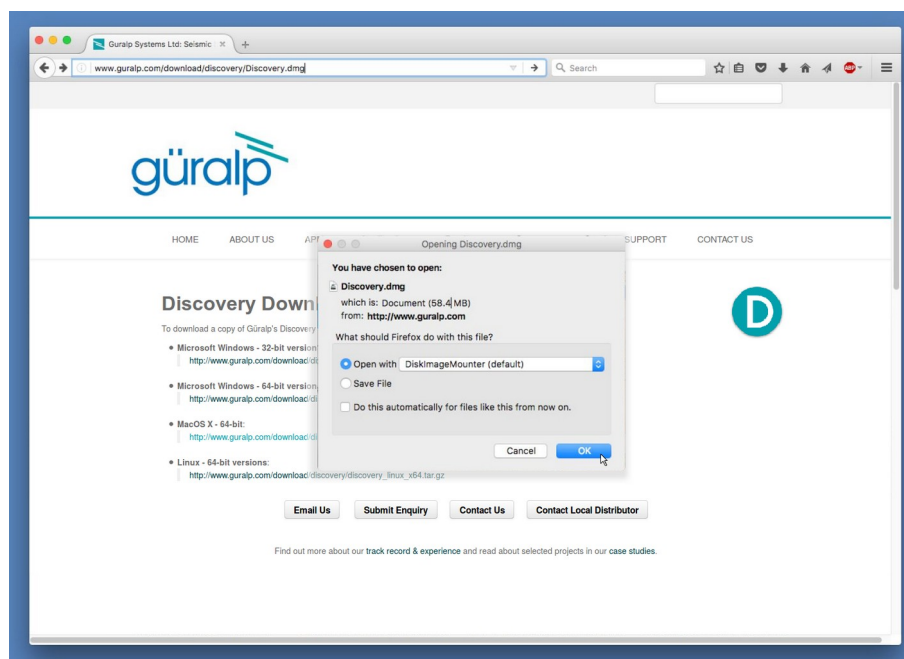 Guralp Systems Ltd: Seismic
www.guralp.com/download/discovery/Discovery.dmg
Search
ABP
güralp
HOME ABOUT US SUPPORT CONTACT US
Opening Discovery.dmg
You have chosen to open:
Discovery.dmg
which is: Document (58.4 MB)
from: http://www.guralp.com
What should Firefox do with this file?
Open with DiskImageMounter (default)
Save File
Do this automatically for files like this from now on.
Cancel OK
Discovery Down
D
To download a copy of Güralp's Discovery
Microsoft Windows - 32-bit version
http://www.guralp.com/download/di
Microsoft Windows - 64-bit version
http://www.guralp.com/download/di
MacOS X - 64-bit:
http://www.guralp.com/download/di
Linux - 64-bit versions:
http://www.guralp.com/download/discovery/discovery_linux_x64.tar.gz
Email Us Submit Enquiry Contact Us Contact Local Distributor
Find out more about our track record & experience and read about selected projects in our case studies.